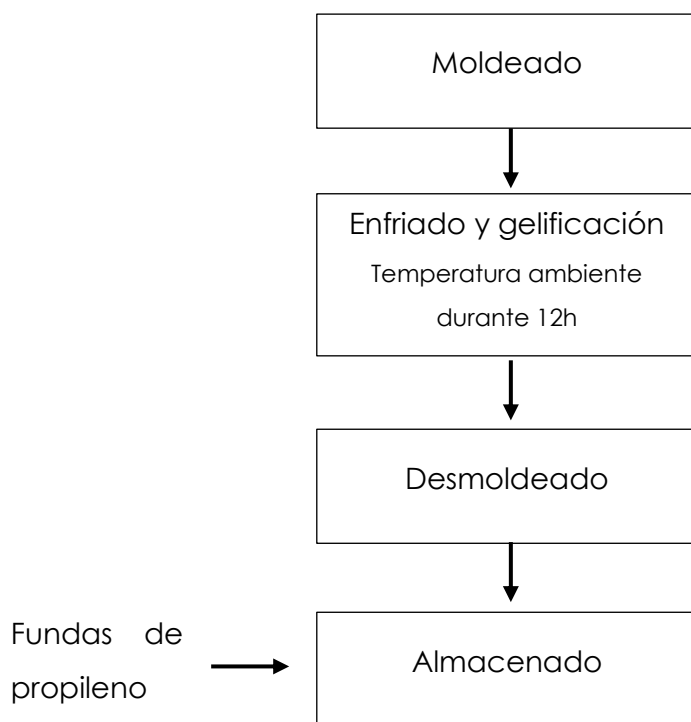 Moldeado
Enfriado y gelificación
Temperatura ambiente
durante 12h
Desmoldeado
Fundas de
propileno
Almacenado